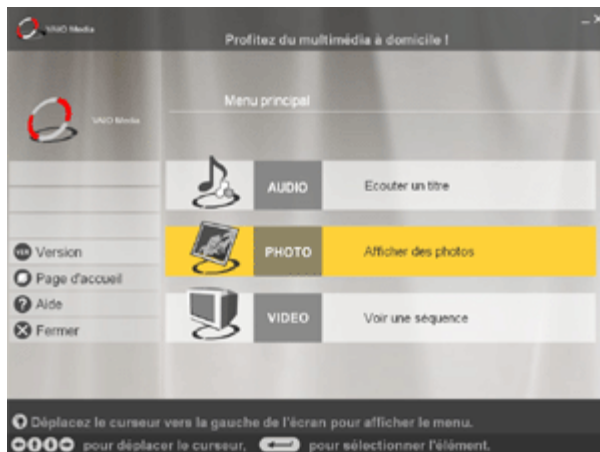 VAIO Media
Profitez du multimédia à domicile !
VAIO Media
Menu principal
AUDIO Ecouter un titre
PHOTO Afficher des photos
VIDEO Voir une séquence
VER Version
Page d'accueil
? Aide
Fermer
Déplacez le curseur vers la gauche de l'écran pour afficher le menu.
pour déplacer le curseur, pour sélectionner l'élément.